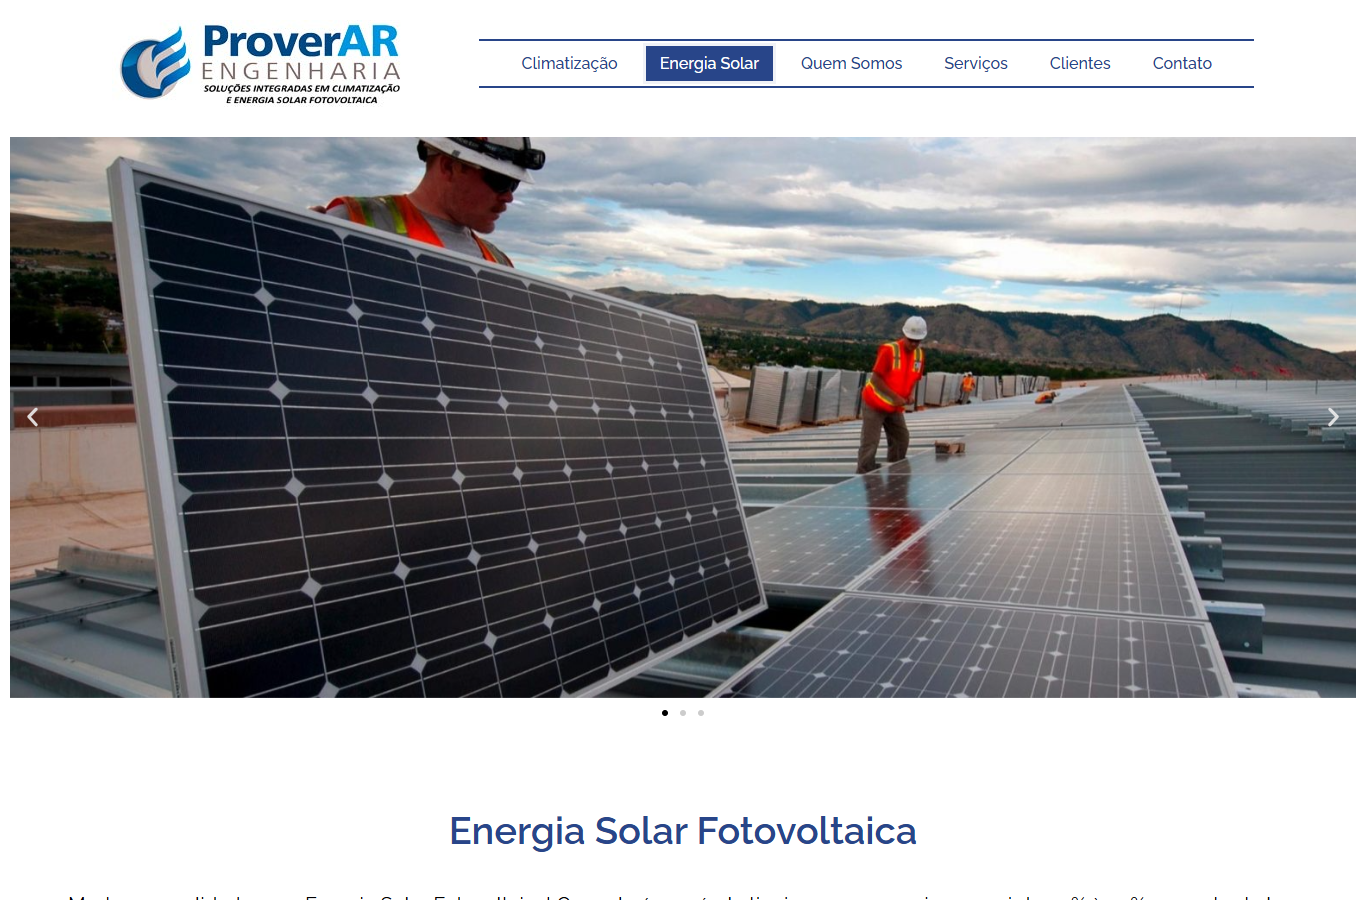 ProverAR
ENGENHARIA
SOLUÇÕES INTEGRADAS EM CLIMATIZAÇÃO
E ENERGIA SOLAR FOTOVOLTAICA
Climatização Energia Solar Quem Somos Serviços Clientes Contato
Energia Solar Fotovoltaica